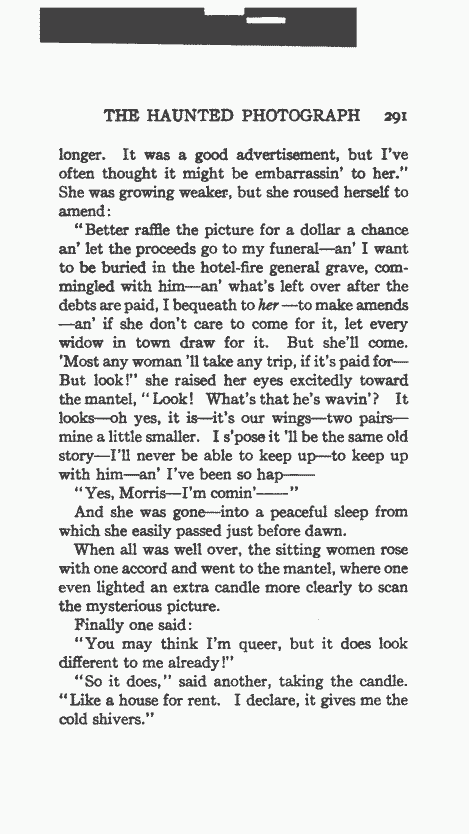 THE HAUNTED PHOTOGRAPH 291
longer. It was a good advertisement, but I've
often thought it might be embarrassin' to her."
She was growing weaker, but she roused herself to
amend:
"Better raffle the picture for a dollar a chance
an' let the proceeds go to my funeral—an' I want
to be buried in the hotel-fire general grave, com-
mingled with him—an' what's left over after the
debts are paid, I bequeath to her—to make amends
—an' if she don't care to come for it, let every
widow in town draw for it. But she'll come.
'Most any woman 'll take any trip, if it's paid for—
But look!" she raised her eyes excitedly toward
the mantel, "Look! What's that he's wavin'? It
looks—oh yes, it is—it's our wings—two pairs—
mine a little smaller. I s'pose it 'll be the same old
story—I'll never be able to keep up—to keep up
with him—an' I've been so hap——
"Yes, Morris—I'm comin'——"
And she was gone—into a peaceful sleep from
which she easily passed just before dawn.
When all was well over, the sitting women rose
with one accord and went to the mantel, where one
even lighted an extra candle more clearly to scan
the mysterious picture.
Finally one said:
"You may think I'm queer, but it does look
different to me already!"
"So it does," said another, taking the candle.
"Like a house for rent. I declare, it gives me the
cold shivers."